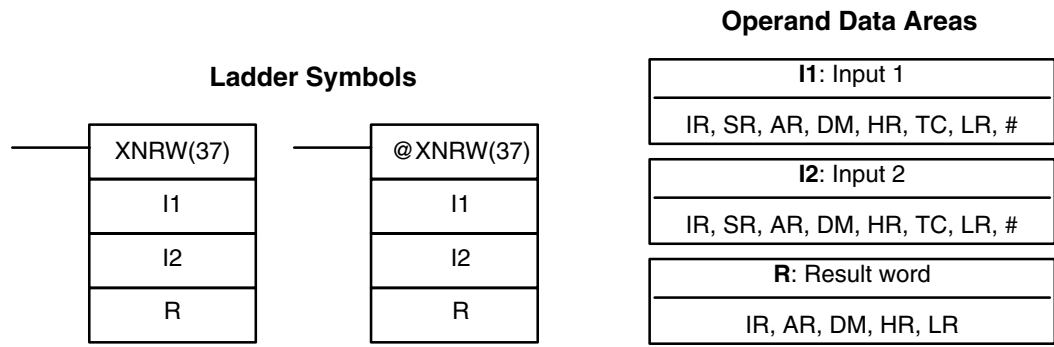 Ladder Symbols
XNRW(37)
I1
I2
R
@XNRW(37)
I1
I2
R
Operand Data Areas
I1: Input 1
IR, SR, AR, DM, HR, TC, LR, #
I2: Input 2
IR, SR, AR, DM, HR, TC, LR, #
R: Result word
IR, AR, DM, HR, LR